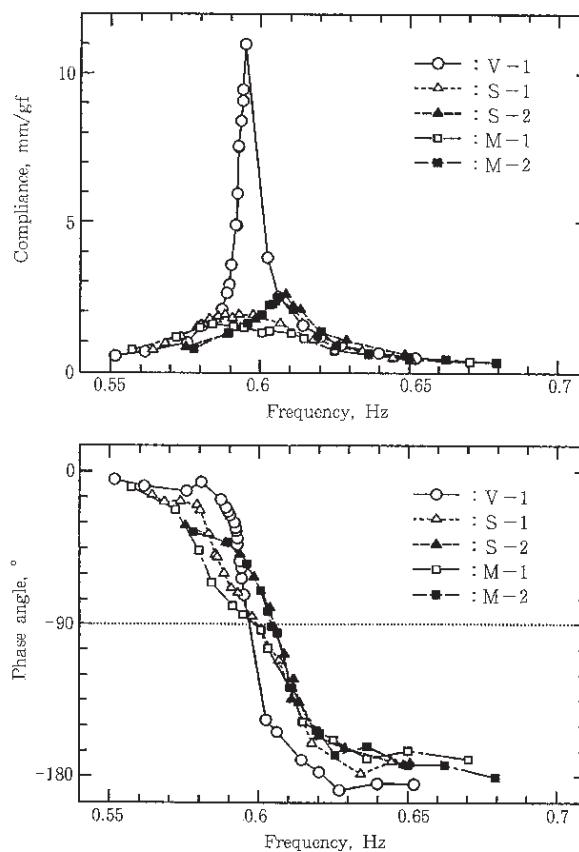 Compliance, mm/gf
10
5
0
: V-1
: S-1
: S-2
: M-1
: M-2
0.55
0.6
0.65
0.7
Frequency, Hz
Phase angle, °
0
-90
-180
: V-1
: S-1
: S-2
: M-1
: M-2
0.55
0.6
0.65
0.7
Frequency, Hz